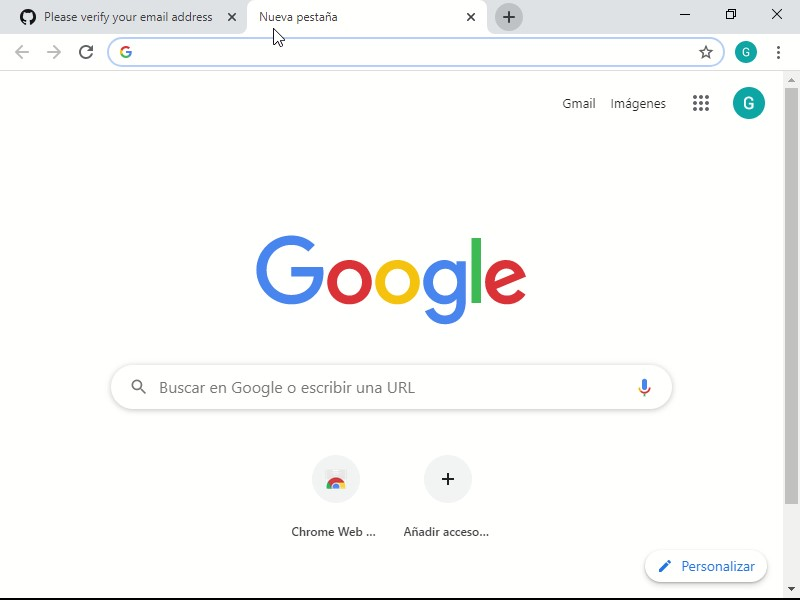 Please verify your email address
Nueva pestaña
G
Gmail
Imágenes
G
Google
Buscar en Google o escribir una URL
Chrome Web ...
Añadir acceso...
Personalizar